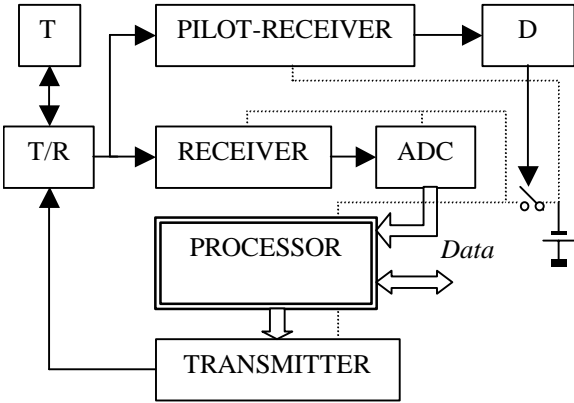 T
PILOT-RECEIVER
D
T/R
RECEIVER
ADC
PROCESSOR
Data
TRANSMITTER